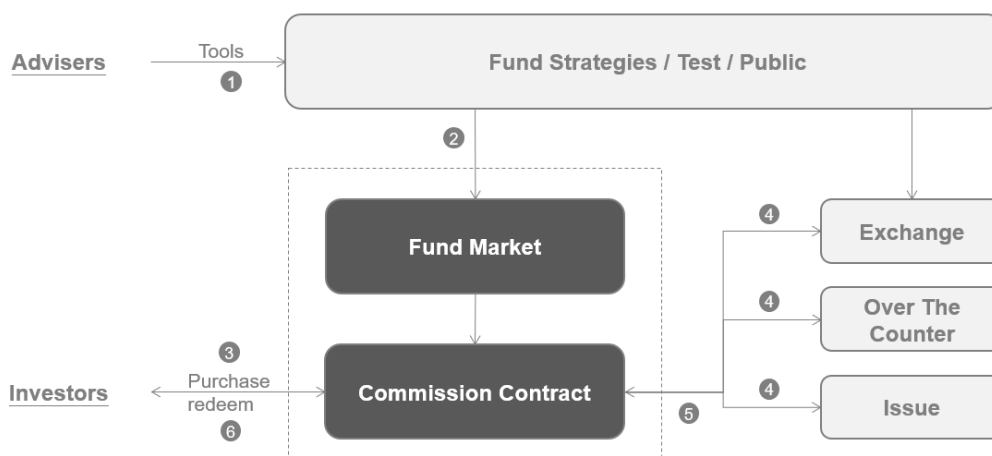 Advisers
Tools
1
Fund Strategies / Test / Public
2
Fund Market
4
Exchange
4
Over The
Counter
3
Investors
Purchase
redeem
6
Commission Contract
5
4
Issue